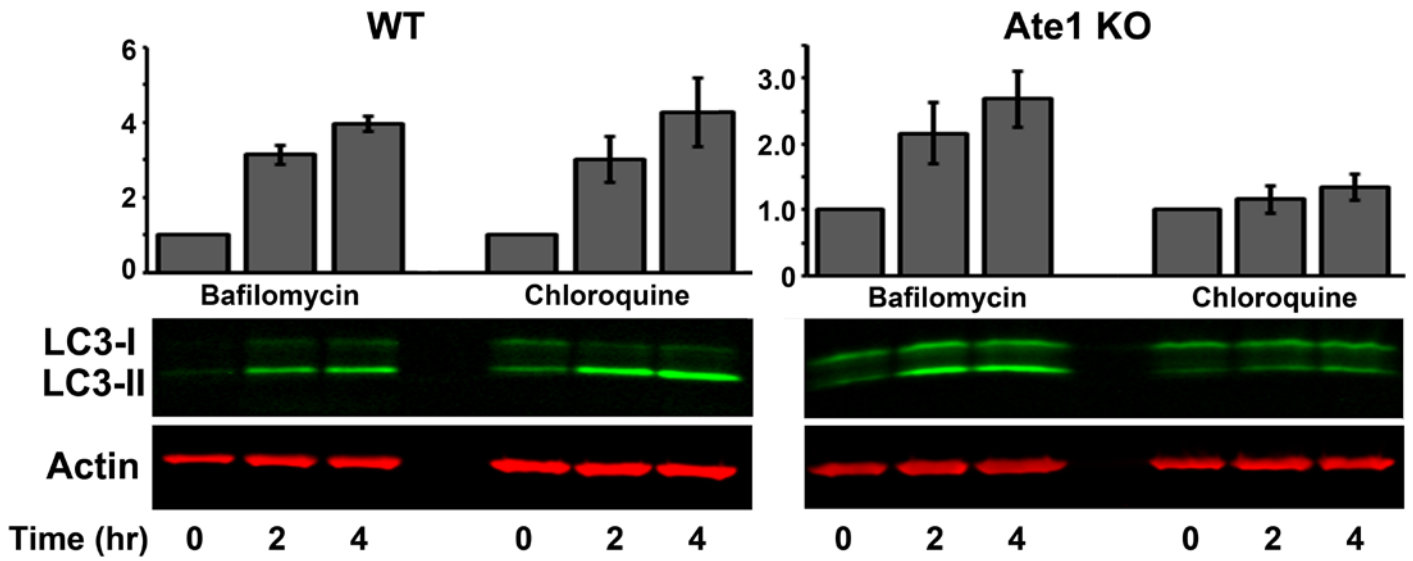 WT
Ate1 KO
6
4
2
0
3.0
2.0
1.0
0
Bafilomycin
Chloroquine
Bafilomycin
Chloroquine
LC3-I
LC3-II
Actin
Time (hr) 0 2 4 0 2 4 0 2 4 0 2 4